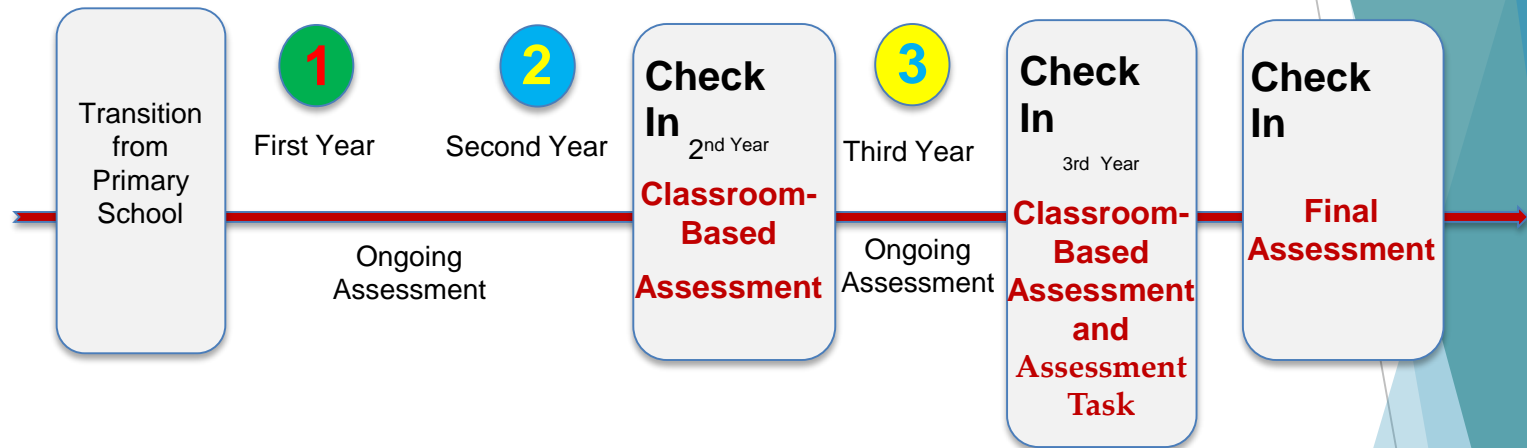 Transition
from
Primary
School
1
First Year
2
Second Year
Ongoing
Assessment
Check
In
2nd Year
Classroom-
Based
Assessment
3
Third Year
Ongoing
Assessment
Check
In
3rd Year
Classroom-
Based
Assessment
and
Assessment
Task
Check
In
Final
Assessment